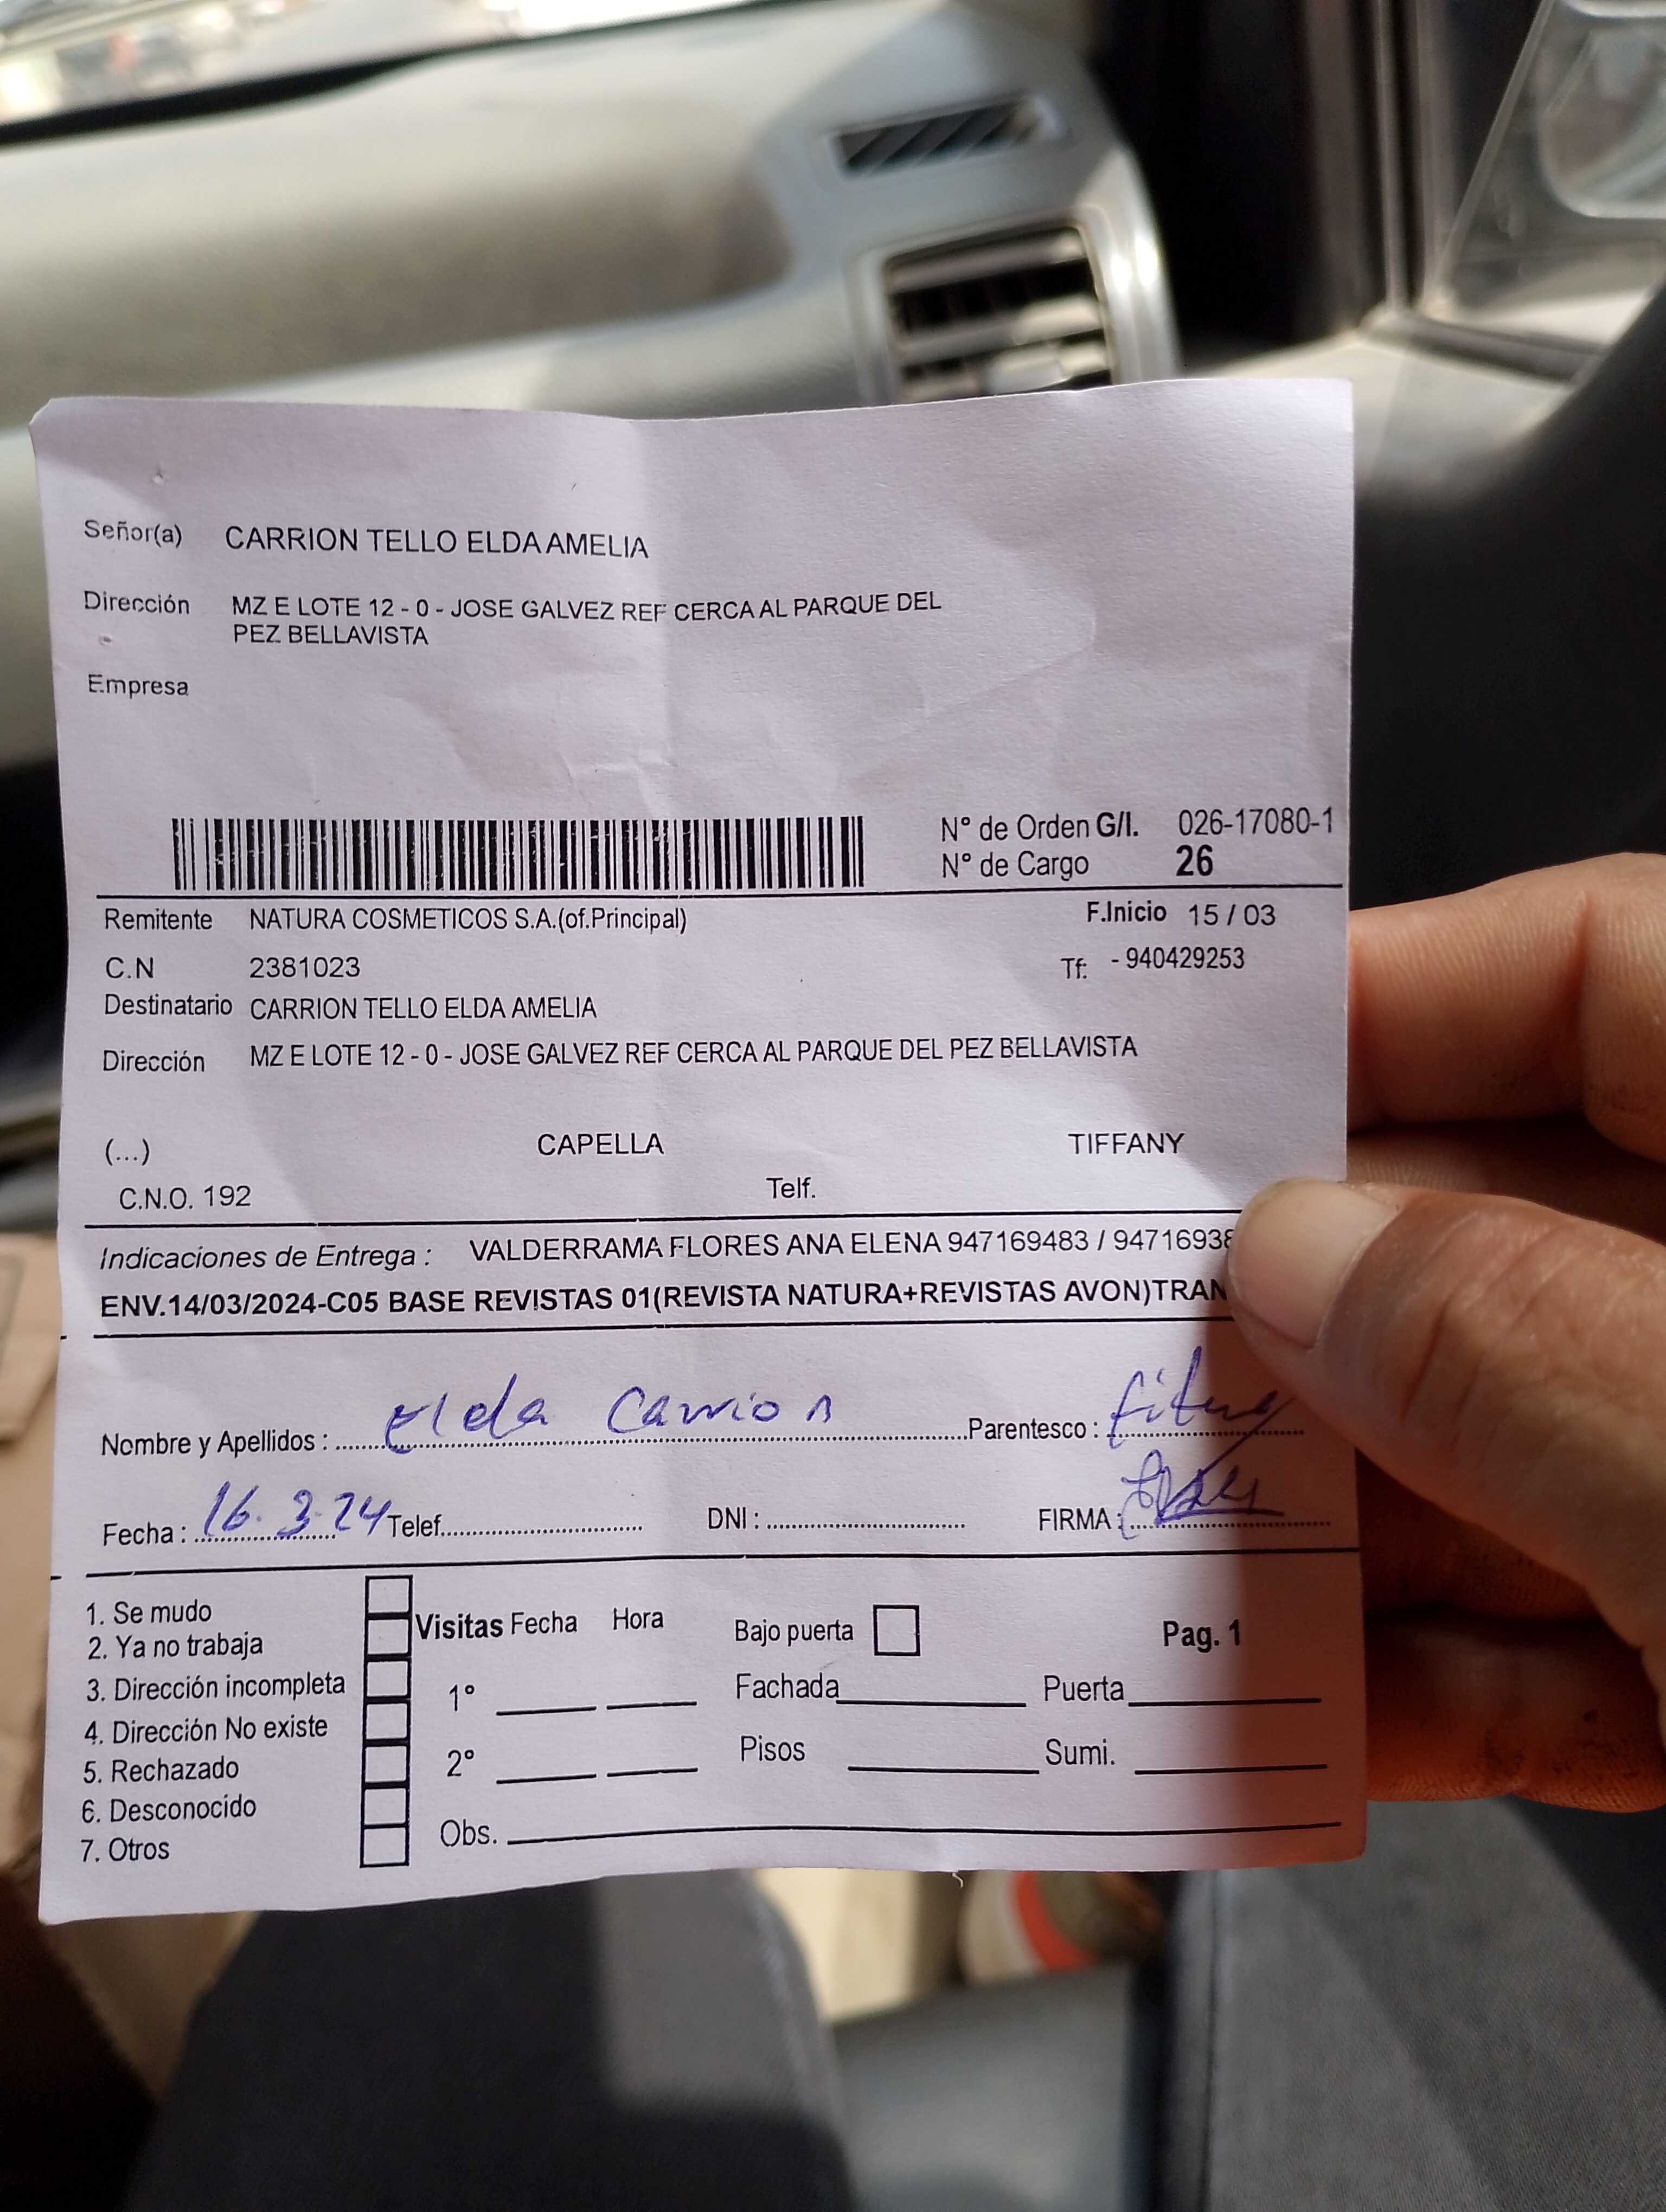 Señor(a) CARRION TELLO ELDA AMELIA
Dirección MZ E LOTE 12 - 0 - JOSE GALVEZ REF CERCA AL PARQUE DEL
PEZ BELLAVISTA
Empresa
N° de Orden G/I. 026-17080-1
N° de Cargo 26
Remitente NATURA COSMETICOS S.A.(of.Principal) F.Inicio 15 / 03
C.N 2381023 Tf: - 940429253
Destinatario CARRION TELLO ELDA AMELIA
Dirección MZ E LOTE 12 - 0 - JOSE GALVEZ REF CERCA AL PARQUE DEL PEZ BELLAVISTA
(...) CAPELLA TIFFANY
C.N.O. 192 Telf.
Indicaciones de Entrega : VALDERRAMA FLORES ANA ELENA 947169483 / 94716938
ENV.14/03/2024-C05 BASE REVISTAS 01(REVISTA NATURA+REVISTAS AVON)TRAN
Nombre y Apellidos : Elda Carrion Parentesco :
Fecha : 16.3.24 Telef. DNI : FIRMA :
1. Se mudo
2. Ya no trabaja
3. Dirección incompleta
4. Dirección No existe
5. Rechazado
6. Desconocido
7. Otros
Visitas Fecha Hora Bajo puerta Pag. 1
1° Fachada Puerta
2° Pisos Sumi.
Obs.